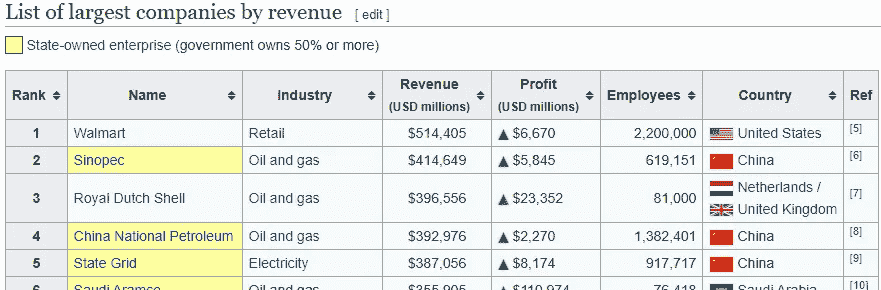 List of largest companies by revenue [ edit ]
State-owned enterprise (government owns 50% or more)
Rank Name Industry Revenue (USD millions) Profit (USD millions) Employees Country Ref
1 Walmart Retail $514,405 ▲ $6,670 2,200,000 United States [5]
2 Sinopec Oil and gas $414,649 ▲ $5,845 619,151 China [6]
3 Royal Dutch Shell Oil and gas $396,556 ▲ $23,352 81,000 Netherlands / United Kingdom [7]
4 China National Petroleum Oil and gas $392,976 ▲ $2,270 1,382,401 China [8]
5 State Grid Electricity $387,056 ▲ $8,174 917,717 China [9]
6 Saudi Aramco Oil and gas $355,905 ▲ $110,974 76,418 Saudi Arabia [10]